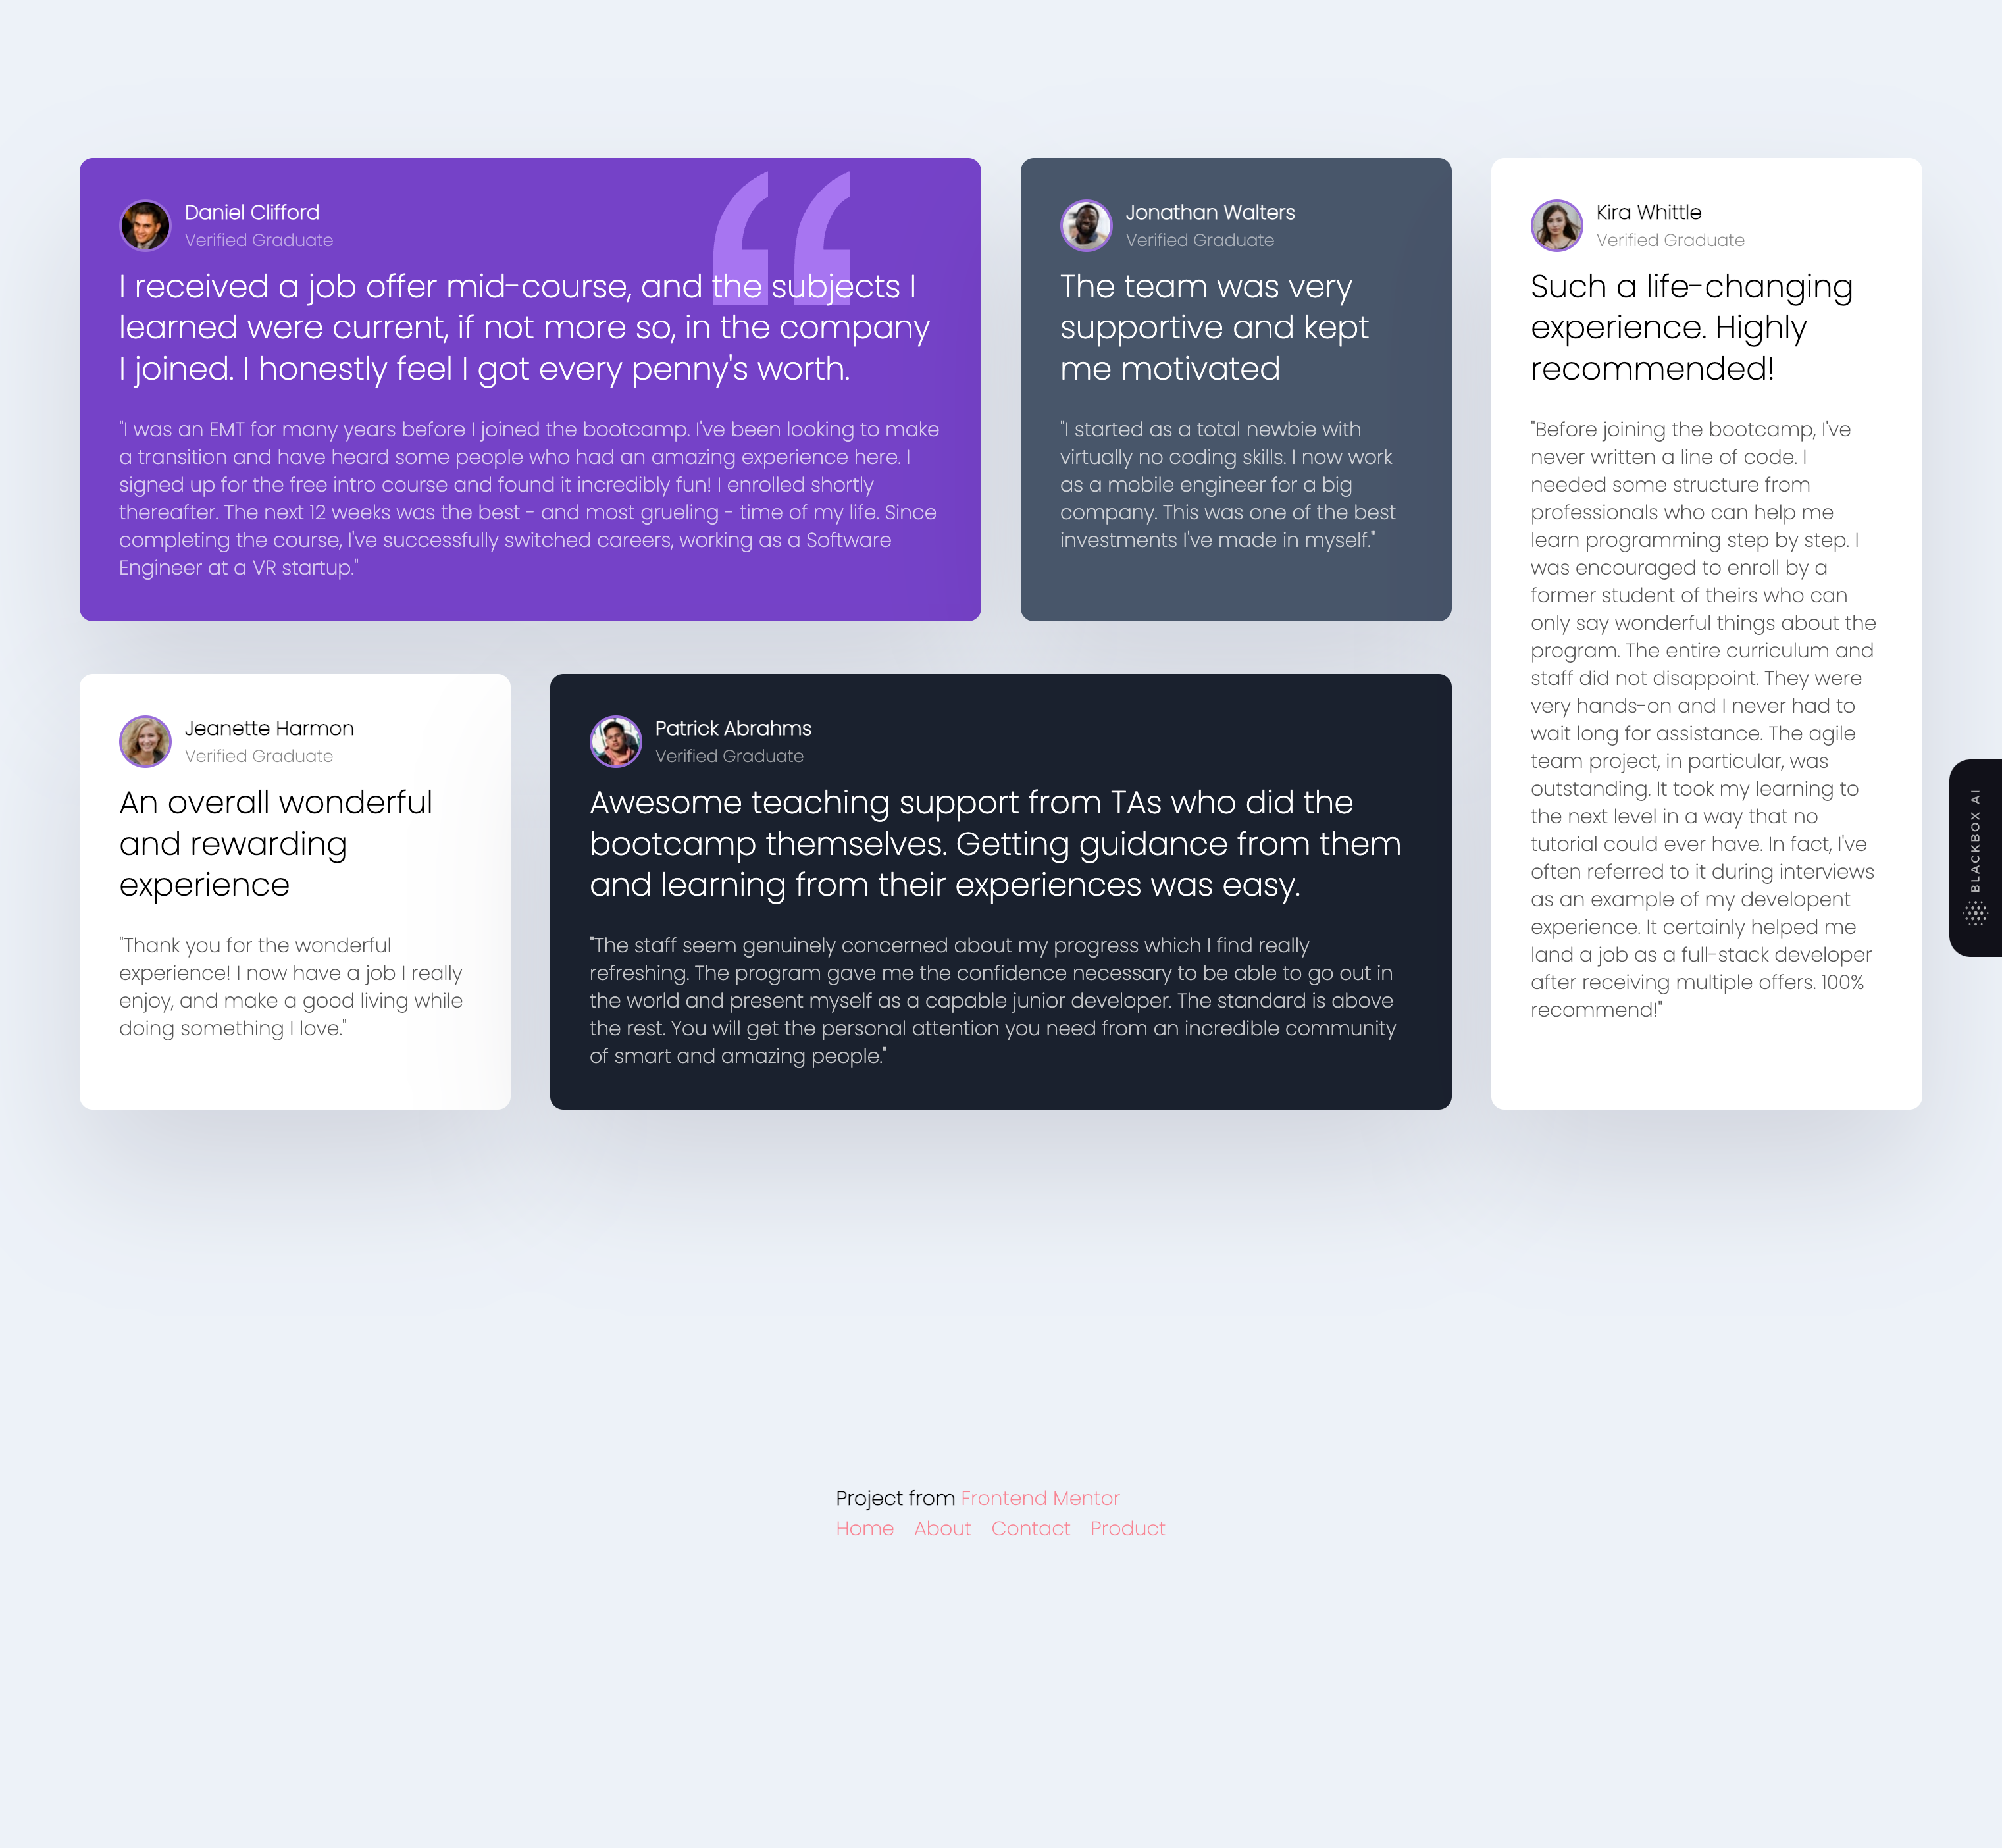 Daniel Clifford
Verified Graduate
I received a job offer mid-course, and the subjects I
learned were current, if not more so, in the company
I joined. I honestly feel I got every penny's worth.
"I was an EMT for many years before I joined the bootcamp. I've been looking to make
a transition and have heard some people who had an amazing experience here. I
signed up for the free intro course and found it incredibly fun! I enrolled shortly
thereafter. The next 12 weeks was the best - and most grueling - time of my life. Since
completing the course, I've successfully switched careers, working as a Software
Engineer at a VR startup."
Jonathan Walters
Verified Graduate
The team was very
supportive and kept
me motivated
"I started as a total newbie with
virtually no coding skills. I now work
as a mobile engineer for a big
company. This was one of the best
investments I've made in myself."
Kira Whittle
Verified Graduate
Such a life-changing
experience. Highly
recommended!
"Before joining the bootcamp, I've
never written a line of code. I
needed some structure from
professionals who can help me
learn programming step by step. I
was encouraged to enroll by a
former student of theirs who can
only say wonderful things about the
program. The entire curriculum and
staff did not disappoint. They were
very hands-on and I never had to
wait long for assistance. The agile
team project, in particular, was
outstanding. It took my learning to
the next level in a way that no
tutorial could ever have. In fact, I've
often referred to it during interviews
as an example of my developent
experience. It certainly helped me
land a job as a full-stack developer
after receiving multiple offers. 100%
recommend!"
Jeanette Harmon
Verified Graduate
An overall wonderful
and rewarding
experience
"Thank you for the wonderful
experience! I now have a job I really
enjoy, and make a good living while
doing something I love."
Patrick Abrahms
Verified Graduate
Awesome teaching support from TAs who did the
bootcamp themselves. Getting guidance from them
and learning from their experiences was easy.
"The staff seem genuinely concerned about my progress which I find really
refreshing. The program gave me the confidence necessary to be able to go out in
the world and present myself as a capable junior developer. The standard is above
the rest. You will get the personal attention you need from an incredible community
of smart and amazing people."
BLACKBOX AI
Project from Frontend Mentor
Home About Contact Product